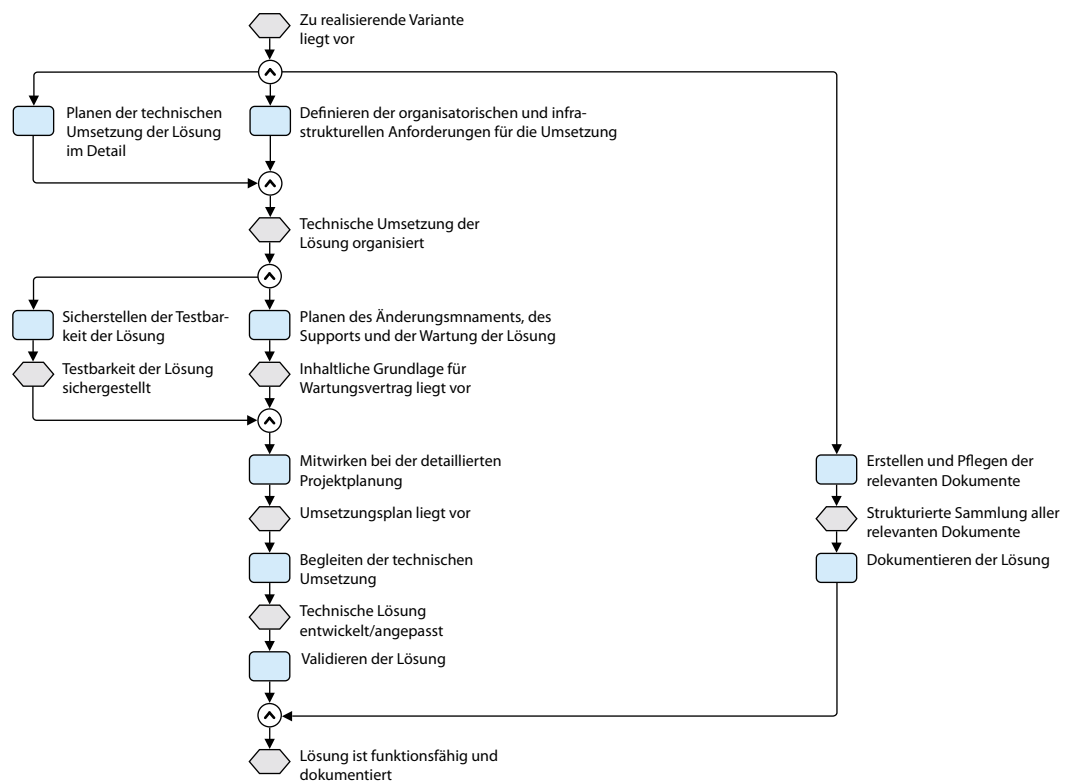 Zu realisierende Variante
liegt vor
Planen der technischen
Umsetzung der Lösung
im Detail
Definieren der organisatorischen und infra-
strukturellen Anforderungen für die Umsetzung
Technische Umsetzung der
Lösung organisiert
Sicherstellen der Testbar-
keit der Lösung
Planen des Änderungsmnaments, des
Supports und der Wartung der Lösung
Testbarkeit der Lösung
sichergestellt
Inhaltliche Grundlage für
Wartungsvertrag liegt vor
Mitwirken bei der detaillierten
Projektplanung
Erstellen und Pflegen der
relevanten Dokumente
Umsetzungsplan liegt vor
Strukturierte Sammlung aller
relevanten Dokumente
Begleiten der technischen
Umsetzung
Dokumentieren der Lösung
Technische Lösung
entwickelt/angepasst
Validieren der Lösung
Lösung ist funktionsfähig und
dokumentiert